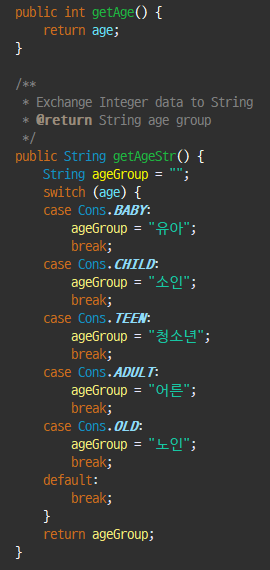 public int getAge() {
    return age;
}

/**
 * Exchange Integer data to String
 * @return String age group
 */
public String getAgeStr() {
    String ageGroup = "";
    switch (age) {
    case Cons.BABY:
        ageGroup = "유아";
        break;
    case Cons.CHILD:
        ageGroup = "소인";
        break;
    case Cons.TEEN:
        ageGroup = "청소년";
        break;
    case Cons.ADULT:
        ageGroup = "어른";
        break;
    case Cons.OLD:
        ageGroup = "노인";
        break;
    default:
        break;
    }
    return ageGroup;
}